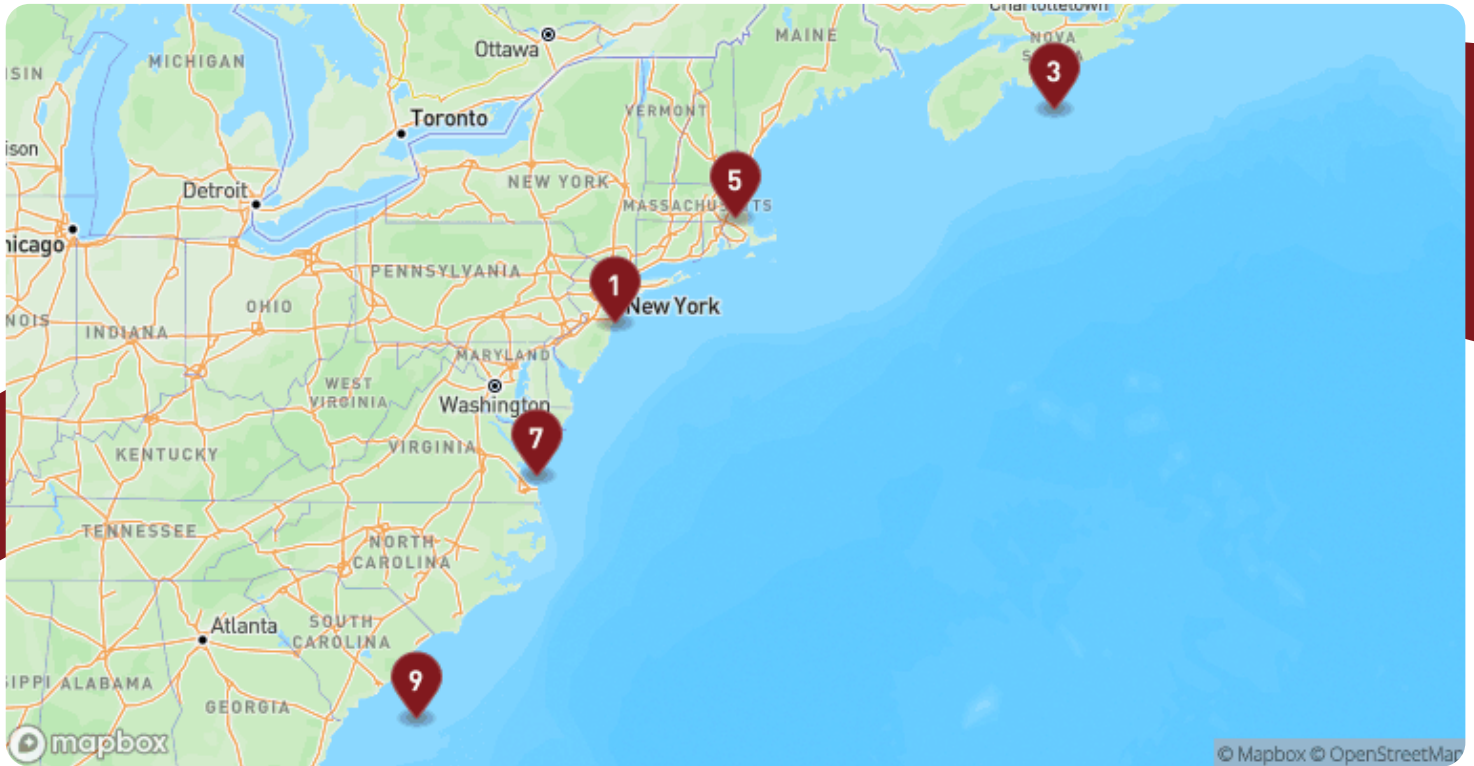 Charlottetown
Ottawa
MAINE
NOVA
MICHIGAN
3
SIN
VERMONT
Toronto
ison
5
NEW YORK
Detroit
MASSACHUSETTS
hicago
PENNSYLVANIA
1
New York
OHIO
NOIS
INDIANA
MARYLAND
WEST
VIRGINIA
Washington
7
VIRGINIA
KENTUCKY
TENNESSEE
NORTH
CAROLINA
Atlanta
SOUTH
CAROLINA
9
SIPPI
ALABAMA
GEORGIA
mapbox
© Mapbox © OpenStreetMap